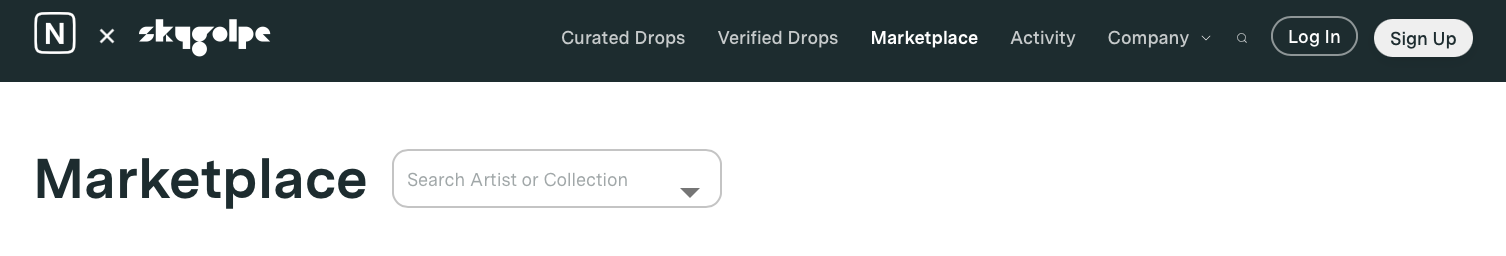 N × skygolpe Curated Drops Verified Drops Marketplace Activity Company Log In Sign Up
Marketplace Search Artist or Collection